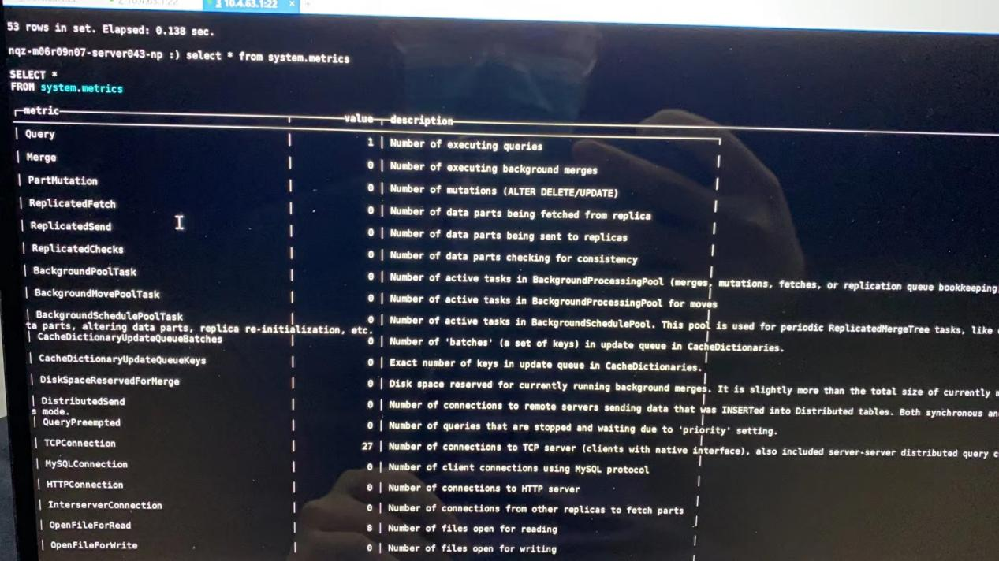 10.4.63.1:22
53 rows in set. Elapsed: 0.138 sec.
nqz-m06r09n07-server043-np :) select * from system.metrics
SELECT *
FROM system.metrics
metric value description
Query 1 Number of executing queries
Merge 0 Number of executing background merges
PartMutation 0 Number of mutations (ALTER DELETE/UPDATE)
ReplicatedFetch 0 Number of data parts being fetched from replica
ReplicatedSend 0 Number of data parts being sent to replicas
ReplicatedChecks 0 Number of data parts checking for consistency
BackgroundPoolTask 0 Number of active tasks in BackgroundProcessingPool (merges, mutations, fetches, or replication queue bookkeeping
BackgroundMovePoolTask 0 Number of active tasks in BackgroundProcessingPool for moves
BackgroundSchedulePoolTask 0 Number of active tasks in BackgroundSchedulePool. This pool is used for periodic ReplicatedMergeTree tasks, like
ta parts, altering data parts, replica re-initialization, etc.
CacheDictionaryUpdateQueueBatches 0 Number of 'batches' (a set of keys) in update queue in CacheDictionaries.
CacheDictionaryUpdateQueueKeys 0 Exact number of keys in update queue in CacheDictionaries.
DiskSpaceReservedForMerge 0 Disk space reserved for currently running background merges. It is slightly more than the total size of currently
DistributedSend 0 Number of connections to remote servers sending data that was INSERTed into Distributed tables. Both synchronous
s mode.
QueryPreempted 0 Number of queries that are stopped and waiting due to 'priority' setting.
TCPConnection 27 Number of connections to TCP server (clients with native interface), also included server-server distributed query
MySQLConnection 0 Number of client connections using MySQL protocol
HTTPConnection 0 Number of connections to HTTP server
InterserverConnection 0 Number of connections from other replicas to fetch parts
OpenFileForRead 8 Number of files open for reading
OpenFileForWrite 0 Number of files open for writing